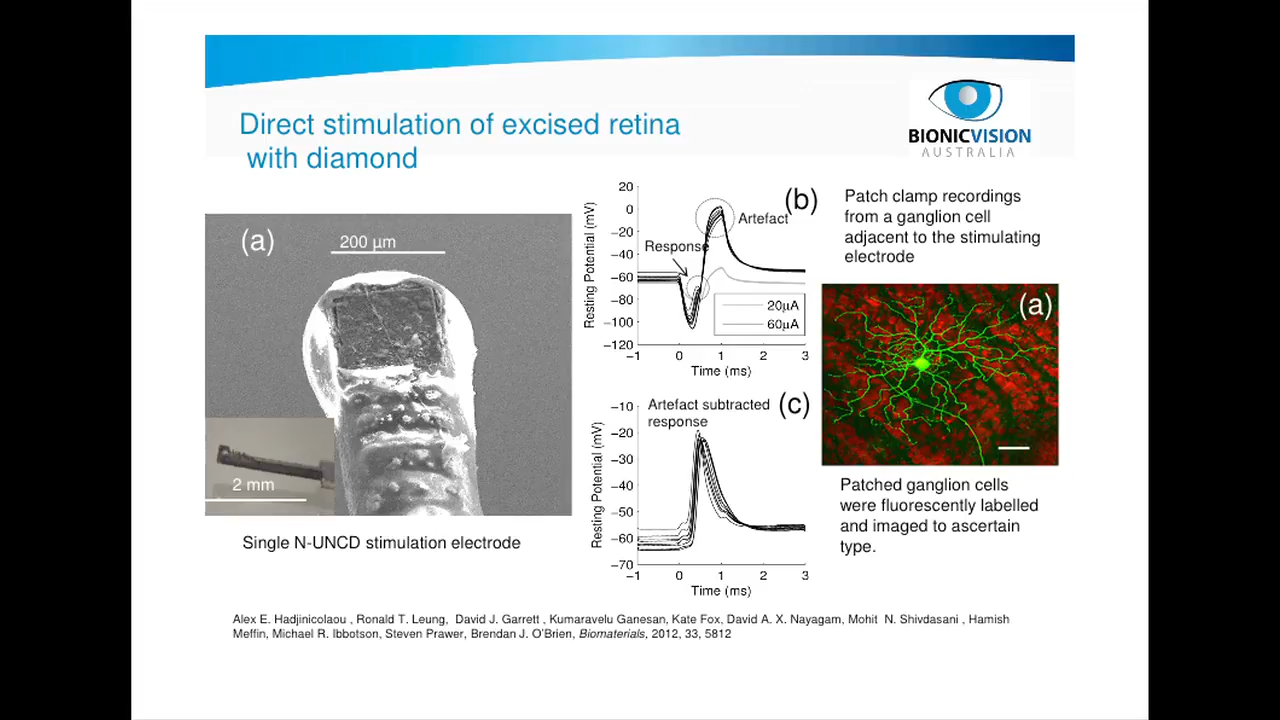 Direct stimulation of excised retina
with diamond
BIONICVISION
AUSTRALIA
(a)
200 µm
2 mm
Single N-UNCD stimulation electrode
(b)
20
0
−20
−40
−60
−80
−100
−120
Resting Potential (mV)
Artefact
Response
20µA
60µA
−1
0
1
2
3
Time (ms)
Patch clamp recordings
from a ganglion cell
adjacent to the stimulating
electrode
(a)
(c)
Artefact subtracted
response
−10
−20
−30
−40
−50
−60
−70
Resting Potential (mV)
−1
0
1
2
3
Time (ms)
Patched ganglion cells
were fluorescently labelled
and imaged to ascertain
type.
Alex E. Hadjinicolaou , Ronald T. Leung, David J. Garrett , Kumaravelu Ganesan, Kate Fox, David A. X. Nayagam, Mohit N. Shivdasani , Hamish
Meffin, Michael R. Ibbotson, Steven Prawer, Brendan J. O'Brien, Biomaterials, 2012, 33, 5812